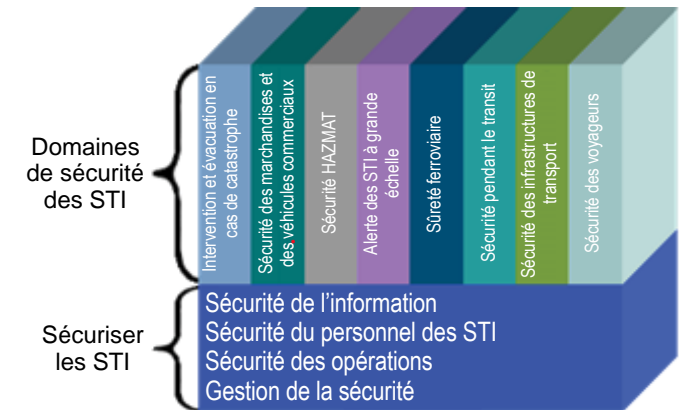 Domaines
de sécurité
des STI
Intervention et évacuation en
cas de catastrophe
Sécurité des marchandises et
des véhicules commerciaux
Sécurité HAZMAT
Alerte des STI à grande
échelle
Sûreté ferroviaire
Sécurité pendant le transit
Sécurité des infrastructures de
transport
Sécurité des voyageurs
Sécuriser
les STI
Sécurité de l’information
Sécurité du personnel des STI
Sécurité des opérations
Gestion de la sécurité